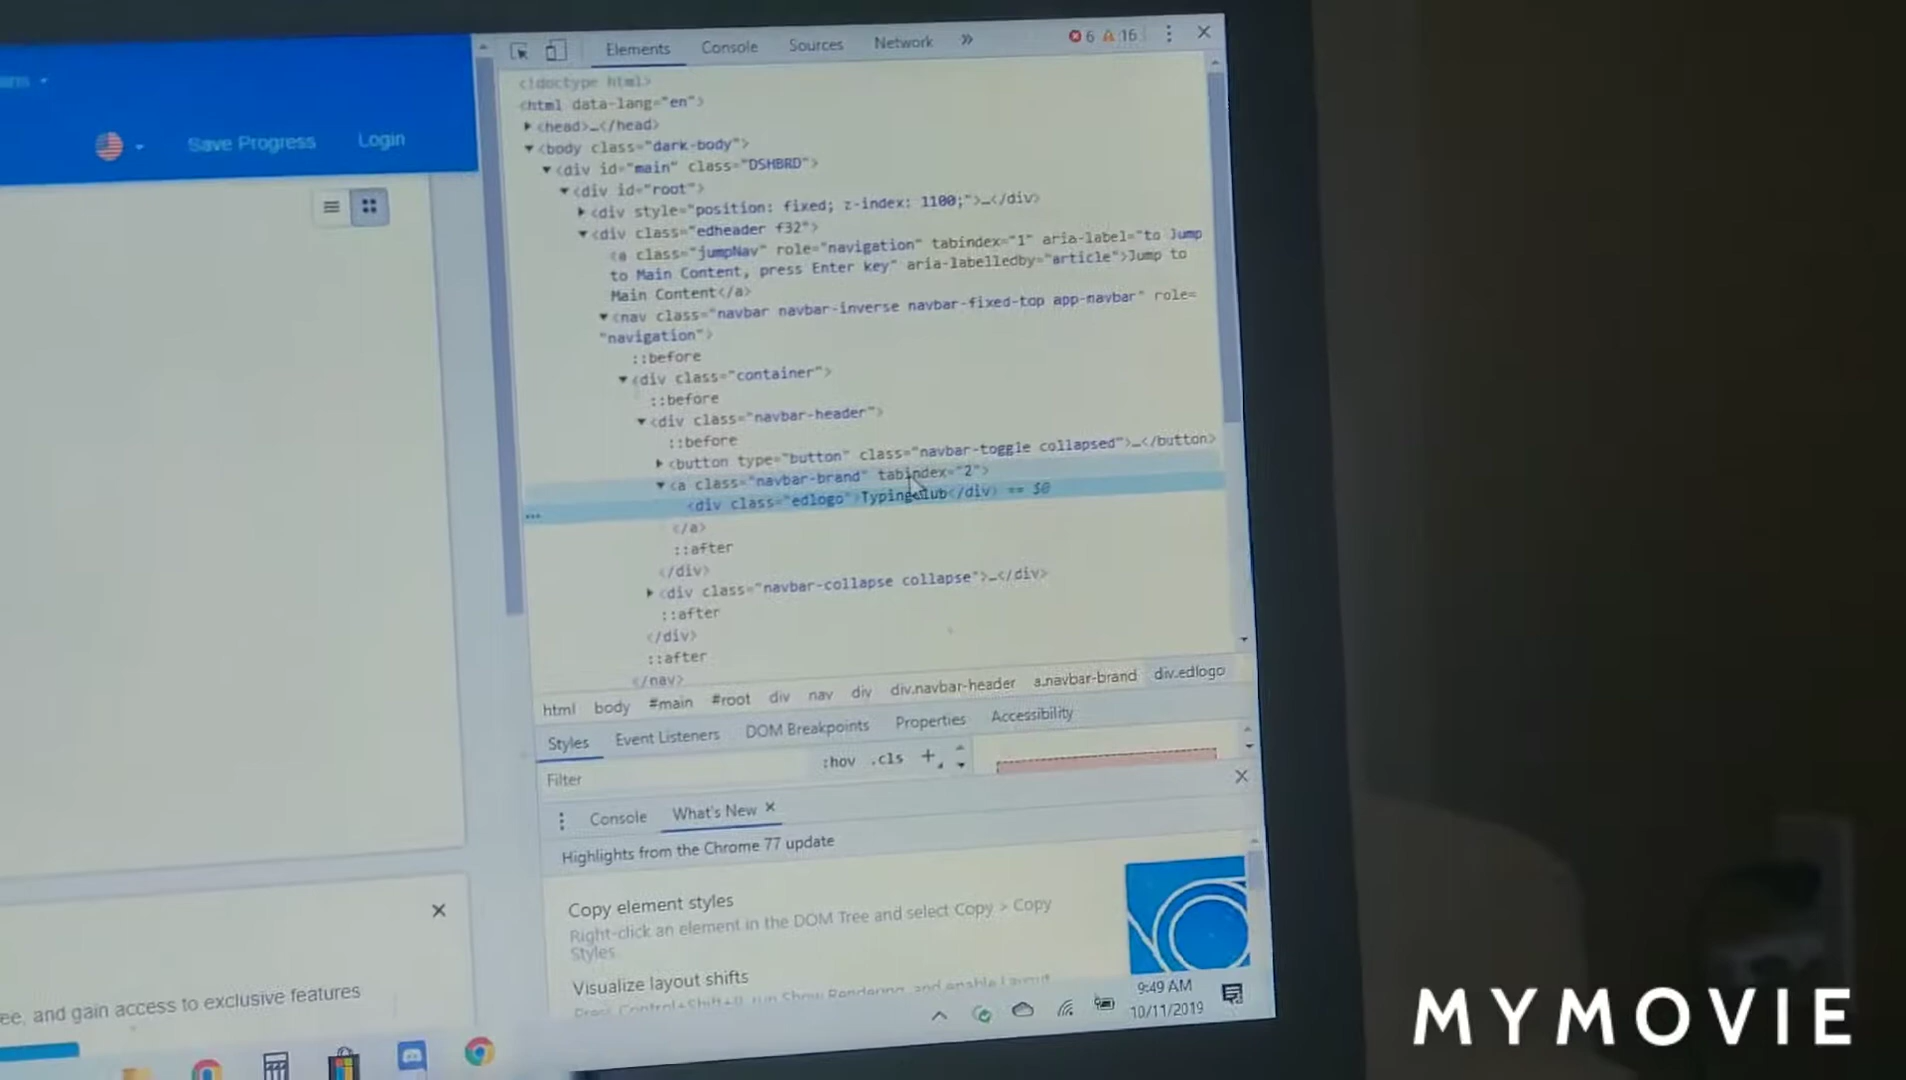 Elements Console Sources Network » 6 16
<!doctype html>
<html data-lang="en">
<head>…</head>
<body class="dark-body">
<div id="main" class="DSHBRD">
<div id="root">
<div style="position: fixed; z-index: 1100;">…</div>
<div class="edheader f32">
<a class="jumpNav" role="navigation" tabindex="1" aria-label="to Jump
to Main Content, press Enter key" aria-labelledby="article">Jump to
Main Content</a>
<nav class="navbar navbar-inverse navbar-fixed-top app-navbar" role=
"navigation">
::before
<div class="container">
::before
<div class="navbar-header">
::before
<button type="button" class="navbar-toggle collapsed">…</button>
<a class="navbar-brand" tabindex="2">
… <div class="edlogo">TypingClub</div> == $0
</a>
::after
</div>
<div class="navbar-collapse collapse">…</div>
::after
</div>
::after
</nav>
html body #main #root div nav div div.navbar-header a.navbar-brand div.edlogo
Styles Event Listeners DOM Breakpoints Properties Accessibility
Filter :hov .cls +
Console What's New ×
Highlights from the Chrome 77 update
Copy element styles
Right-click an element in the DOM Tree and select Copy > Copy
Styles
Visualize layout shifts
Press Control+Shift+P, run Show Rendering, and enable Layout
9:49 AM
10/11/2019
Save Progress Login
ee, and gain access to exclusive features
MYMOVIE